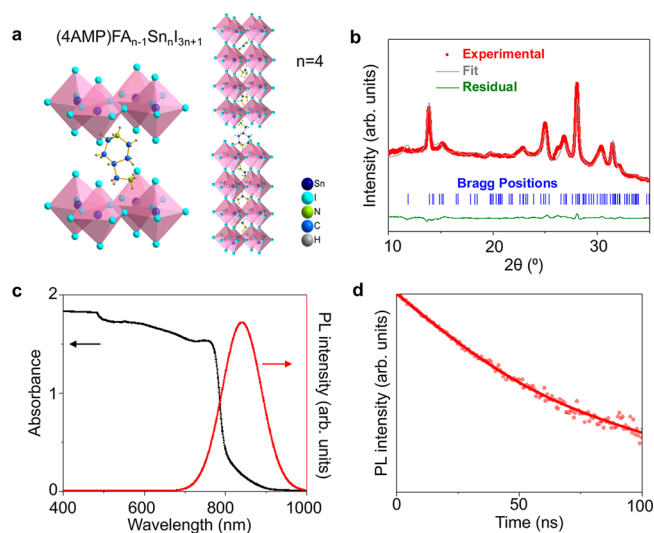 a
(4AMP)FAn-1SnnI3n+1
n=4
Sn
I
N
C
H
b
Experimental
Fit
Residual
Bragg Positions
Intensity (arb. units)
10
20
30
2θ (º)
c
2
1
0
Absorbance
PL intensity (arb. units)
400
600
800
1000
Wavelength (nm)
d
PL intensity (arb. units)
0
50
100
Time (ns)